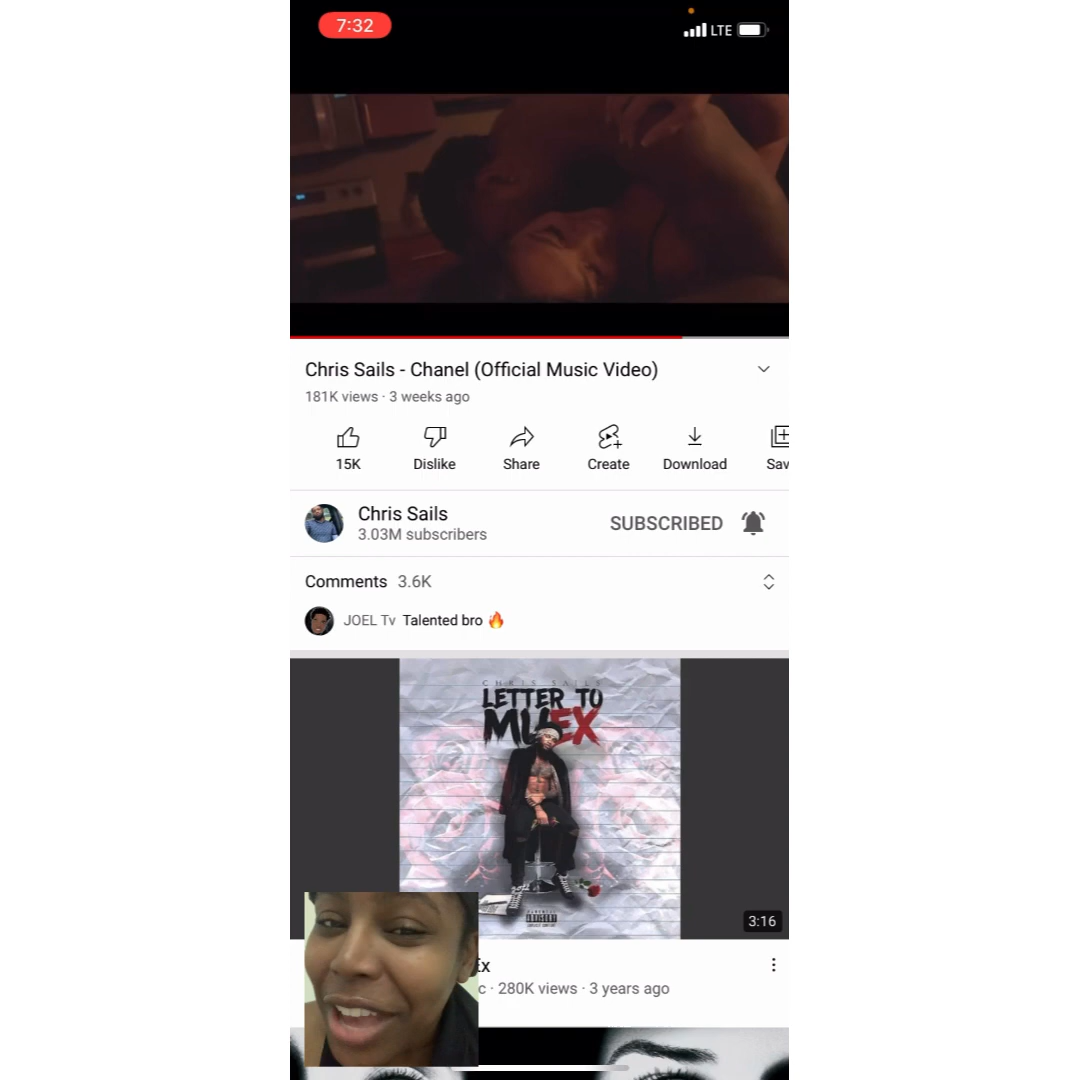 7:32
LTE
Chris Sails - Chanel (Official Music Video)
181K views · 3 weeks ago
15K
Dislike
Share
Create
Download
Sav
Chris Sails
3.03M subscribers
SUBSCRIBED
Comments 3.6K
JOEL Tv Talented bro 🔥
CHRIS SAILS
LETTER TO
MY EX
3:16
Ex
c · 280K views · 3 years ago